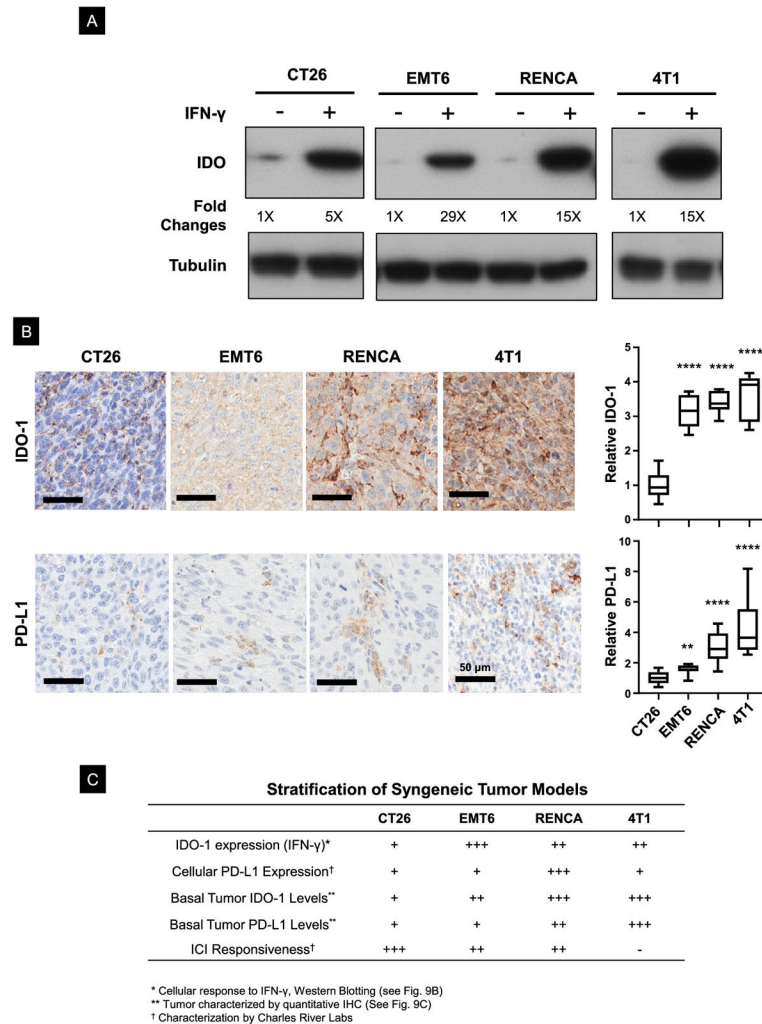 A
CT26 EMT6 RENCA 4T1
IFN-γ - + - + - + - +
IDO
Fold
Changes
1X 5X 1X 29X 1X 15X 1X 15X
Tubulin
B
CT26 EMT6 RENCA 4T1
IDO-1
PD-L1
50 μm
Relative IDO-1
5
4
3
2
1
0
**** **** ****
Relative PD-L1
10
8
6
4
2
0
** **** ****
CT26 EMT6 RENCA 4T1
C
Stratification of Syngeneic Tumor Models
CT26 EMT6 RENCA 4T1
IDO-1 expression (IFN-γ)* + +++ ++ ++
Cellular PD-L1 Expression† + + +++ +
Basal Tumor IDO-1 Levels** + ++ +++ +++
Basal Tumor PD-L1 Levels** + + ++ +++
ICI Responsiveness† +++ ++ ++ -
* Cellular response to IFN-γ, Western Blotting (see Fig. 9B)
** Tumor characterized by quantitative IHC (See Fig. 9C)
† Characterization by Charles River Labs